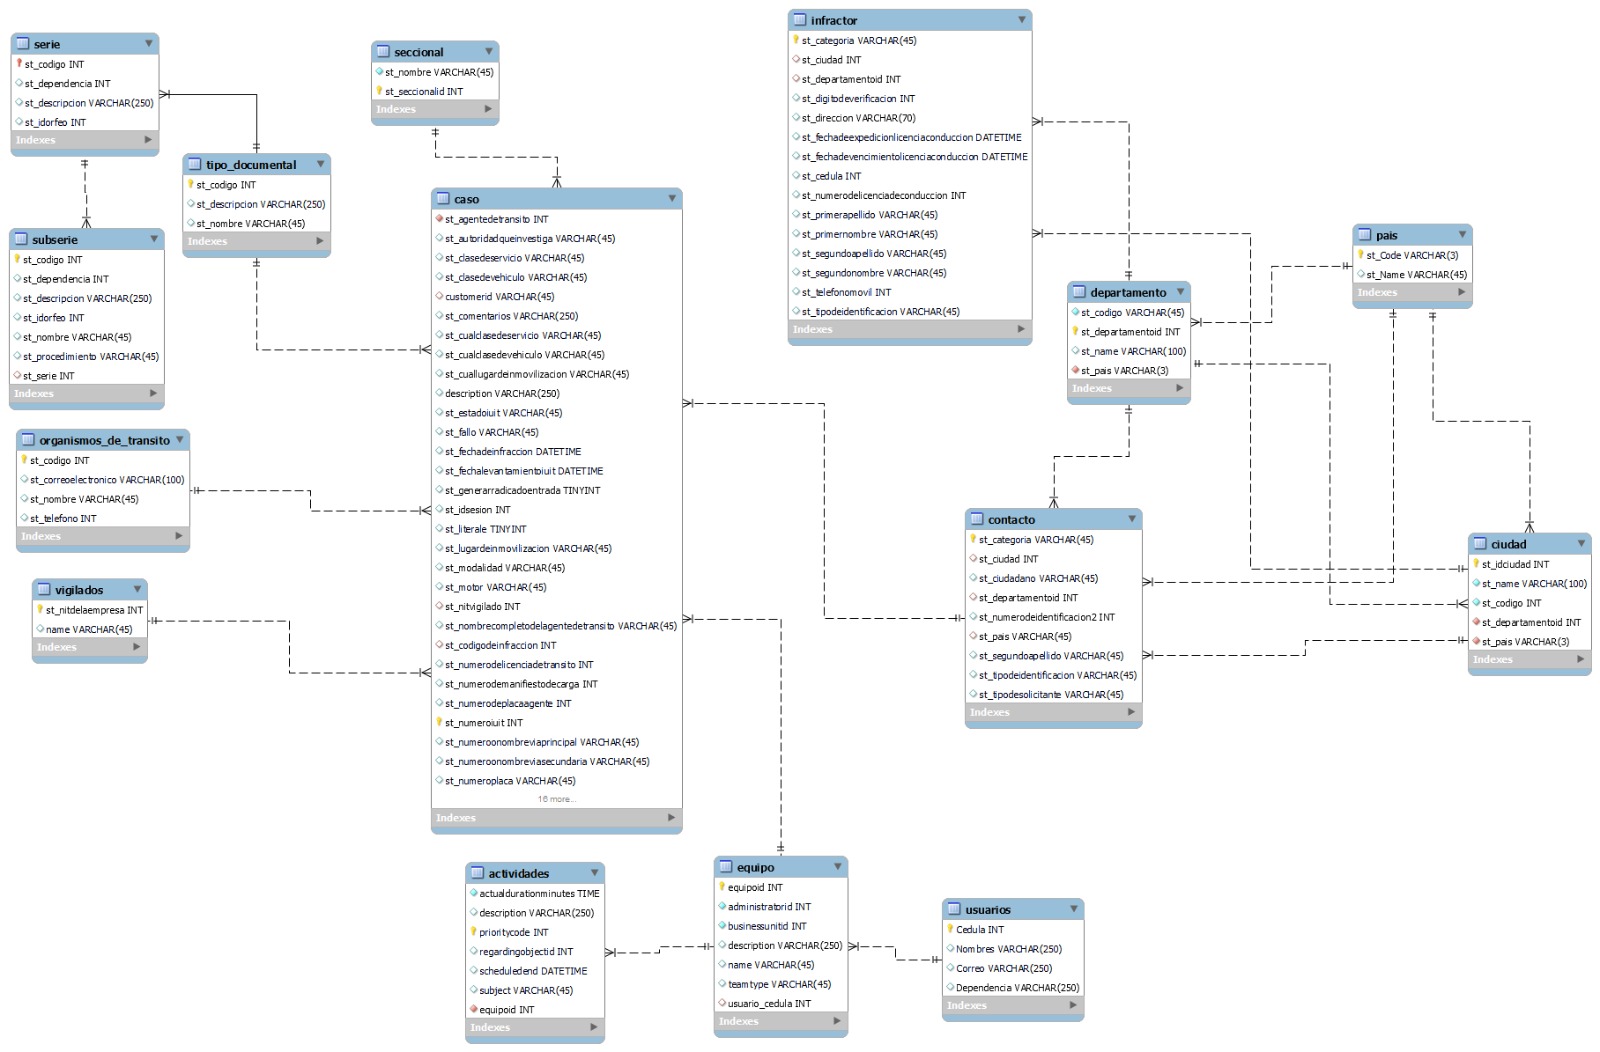 serie
st_codigo INT
st_dependencia INT
st_descripcion VARCHAR(250)
st_idorfeo INT
Indexes
seccional
st_nombre VARCHAR(45)
st_seccionalid INT
Indexes
infractor
st_categoria VARCHAR(45)
st_ciudad INT
st_departamentoid INT
st_digitodeverificacion INT
st_direccion VARCHAR(70)
st_fechadeexpedicionlicenciaconduccion DATETIME
st_fechadevencimientolicenciaconduccion DATETIME
st_cedula INT
st_numerodelicenciadeconduccion INT
st_primerapellido VARCHAR(45)
st_primernombre VARCHAR(45)
st_segundoapellido VARCHAR(45)
st_segundonombre VARCHAR(45)
st_telefonomovil INT
st_tipodeidentificacion VARCHAR(45)
Indexes
tipo_documental
st_codigo INT
st_descripcion VARCHAR(250)
st_nombre VARCHAR(45)
Indexes
subserie
st_codigo INT
st_dependencia INT
st_descripcion VARCHAR(250)
st_idorfeo INT
st_nombre VARCHAR(45)
st_procedimiento VARCHAR(45)
st_serie INT
Indexes
caso
st_agentedetransito INT
st_autoridadqueinvestiga VARCHAR(45)
st_clasedeservicio VARCHAR(45)
st_clasedevehiculo VARCHAR(45)
customerid VARCHAR(45)
st_comentarios VARCHAR(250)
st_cualclasedeservicio VARCHAR(45)
st_cualclasedevehiculo VARCHAR(45)
st_cuallugardeinmovilizacion VARCHAR(45)
description VARCHAR(250)
st_estadoiuit VARCHAR(45)
st_fallo VARCHAR(45)
st_fechadeinfraccion DATETIME
st_fechalevantamientoiuit DATETIME
st_generarradicadoentrada TINYINT
st_idsesion INT
st_literale TINYINT
st_lugardeinmovilizacion VARCHAR(45)
st_modalidad VARCHAR(45)
st_motor VARCHAR(45)
st_nitvigilado INT
st_nombrecompletodelagentedetransito VARCHAR(45)
st_codigodeinfraccion INT
st_numerodelicenciadetransito INT
st_numerodemanifiestodecarga INT
st_numerodeplacaagente INT
st_numeroiuit INT
st_numeroonombreviaprincipal VARCHAR(45)
st_numeroonombreviasecundaria VARCHAR(45)
st_numeroplaca VARCHAR(45)
16 more...
Indexes
pais
st_Code VARCHAR(3)
st_Name VARCHAR(45)
Indexes
departamento
st_codigo VARCHAR(45)
st_departamentoid INT
st_name VARCHAR(100)
st_pais VARCHAR(3)
Indexes
organismos_de_transito
st_codigo INT
st_correoelectronico VARCHAR(100)
st_nombre VARCHAR(45)
st_telefono INT
Indexes
vigilados
st_nitdelaempresa INT
name VARCHAR(45)
Indexes
contacto
st_categoria VARCHAR(45)
st_ciudad INT
st_ciudadano VARCHAR(45)
st_departamentoid INT
st_numerodeidentificacion2 INT
st_pais VARCHAR(45)
st_segundoapellido VARCHAR(45)
st_tipodeidentificacion VARCHAR(45)
st_tipodesolicitante VARCHAR(45)
Indexes
ciudad
st_idciudad INT
st_name VARCHAR(100)
st_codigo INT
st_departamentoid INT
st_pais VARCHAR(3)
Indexes
actividades
actualdurationminutes TIME
description VARCHAR(250)
prioritycode INT
regardingobjectid INT
scheduledend DATETIME
subject VARCHAR(45)
equipoid INT
Indexes
equipo
equipoid INT
administratorid INT
businessunitid INT
description VARCHAR(250)
name VARCHAR(45)
teamtype VARCHAR(45)
usuario_cedula INT
Indexes
usuarios
Cedula INT
Nombres VARCHAR(250)
Correo VARCHAR(250)
Dependencia VARCHAR(250)
Indexes